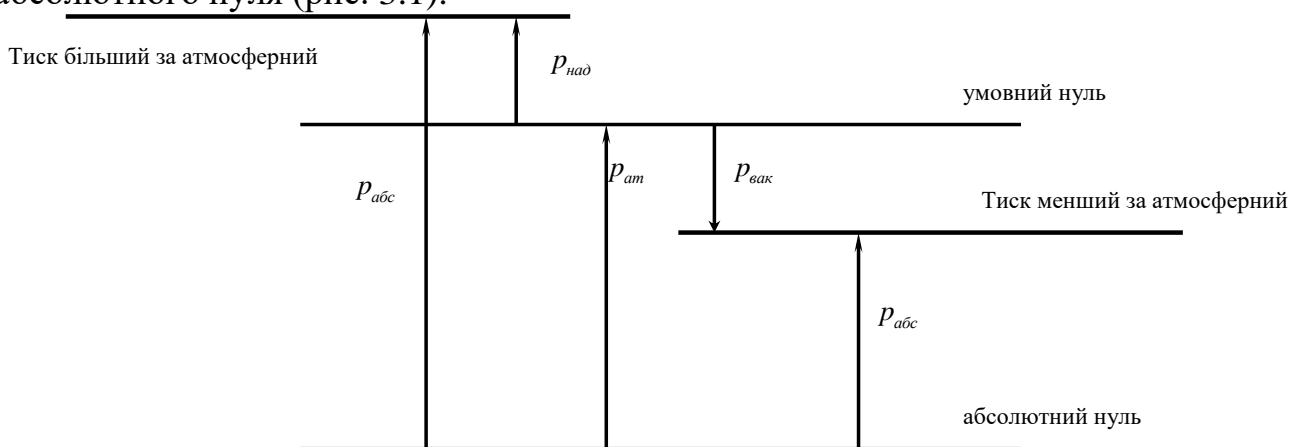 абсолютного нуля (рис. 3.1).
Тиск більший за атмосферний
pнад
умовний нуль
pабс
pат
pвак
Тиск менший за атмосферний
pабс
абсолютний нуль